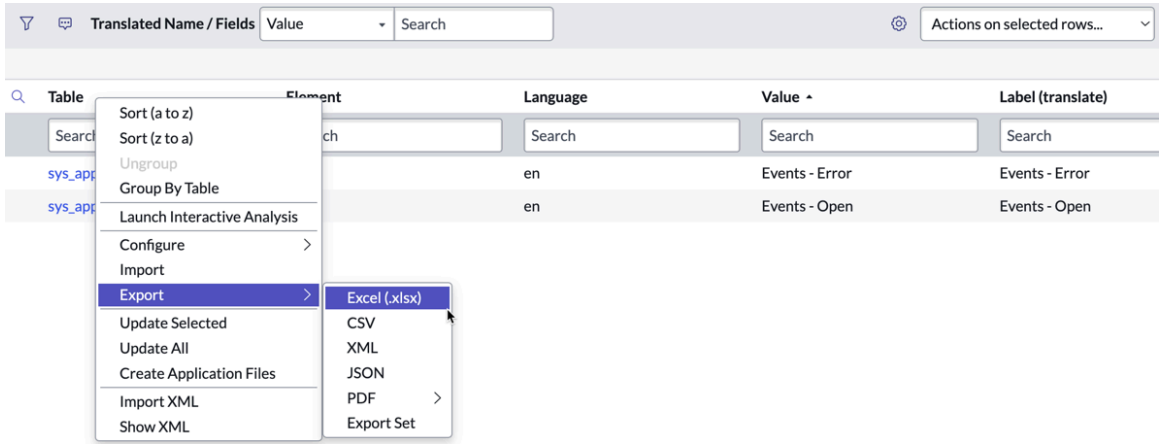 Translated Name / Fields Value Search Actions on selected rows...
Table Element Language Value Label (translate)
Search Search Search Search
sys_app en Events - Error Events - Error
sys_app en Events - Open Events - Open
Sort (a to z)
Sort (z to a)
Ungroup
Group By Table
Launch Interactive Analysis
Configure
Import
Export
Update Selected
Update All
Create Application Files
Import XML
Show XML
Excel (.xlsx)
CSV
XML
JSON
PDF
Export Set